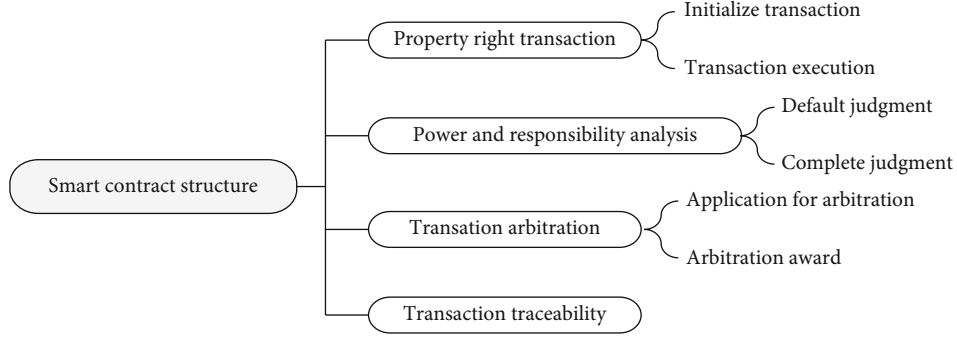 Smart contract structure
Property right transaction
Initialize transaction
Transaction execution
Power and responsibility analysis
Default judgment
Complete judgment
Transation arbitration
Application for arbitration
Arbitration award
Transaction traceability